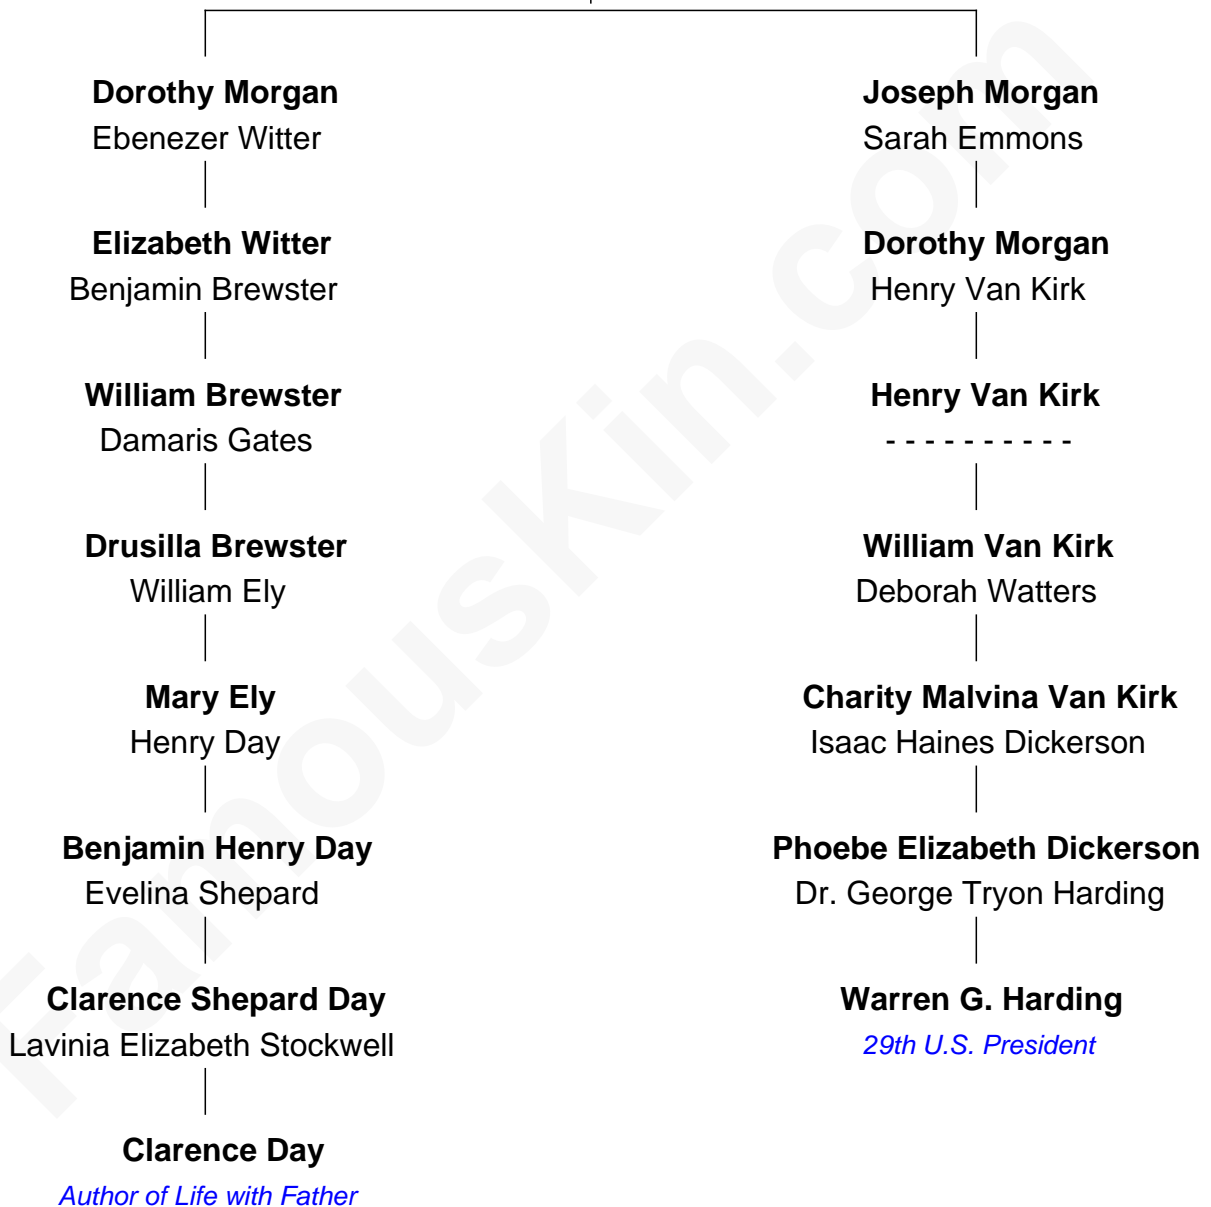 Dorothy Morgan
Ebenezer Witter
Elizabeth Witter
Benjamin Brewster
William Brewster
Damaris Gates
Drusilla Brewster
William Ely
Mary Ely
Henry Day
Benjamin Henry Day
Evelina Shepard
Clarence Shepard Day
Lavinia Elizabeth Stockwell
Clarence Day
Author of Life with Father
Joseph Morgan
Sarah Emmons
Dorothy Morgan
Henry Van Kirk
Henry Van Kirk
- - - - - - - - - -
William Van Kirk
Deborah Watters
Charity Malvina Van Kirk
Isaac Haines Dickerson
Phoebe Elizabeth Dickerson
Dr. George Tryon Harding
Warren G. Harding
29th U.S. President
FamousKin.com